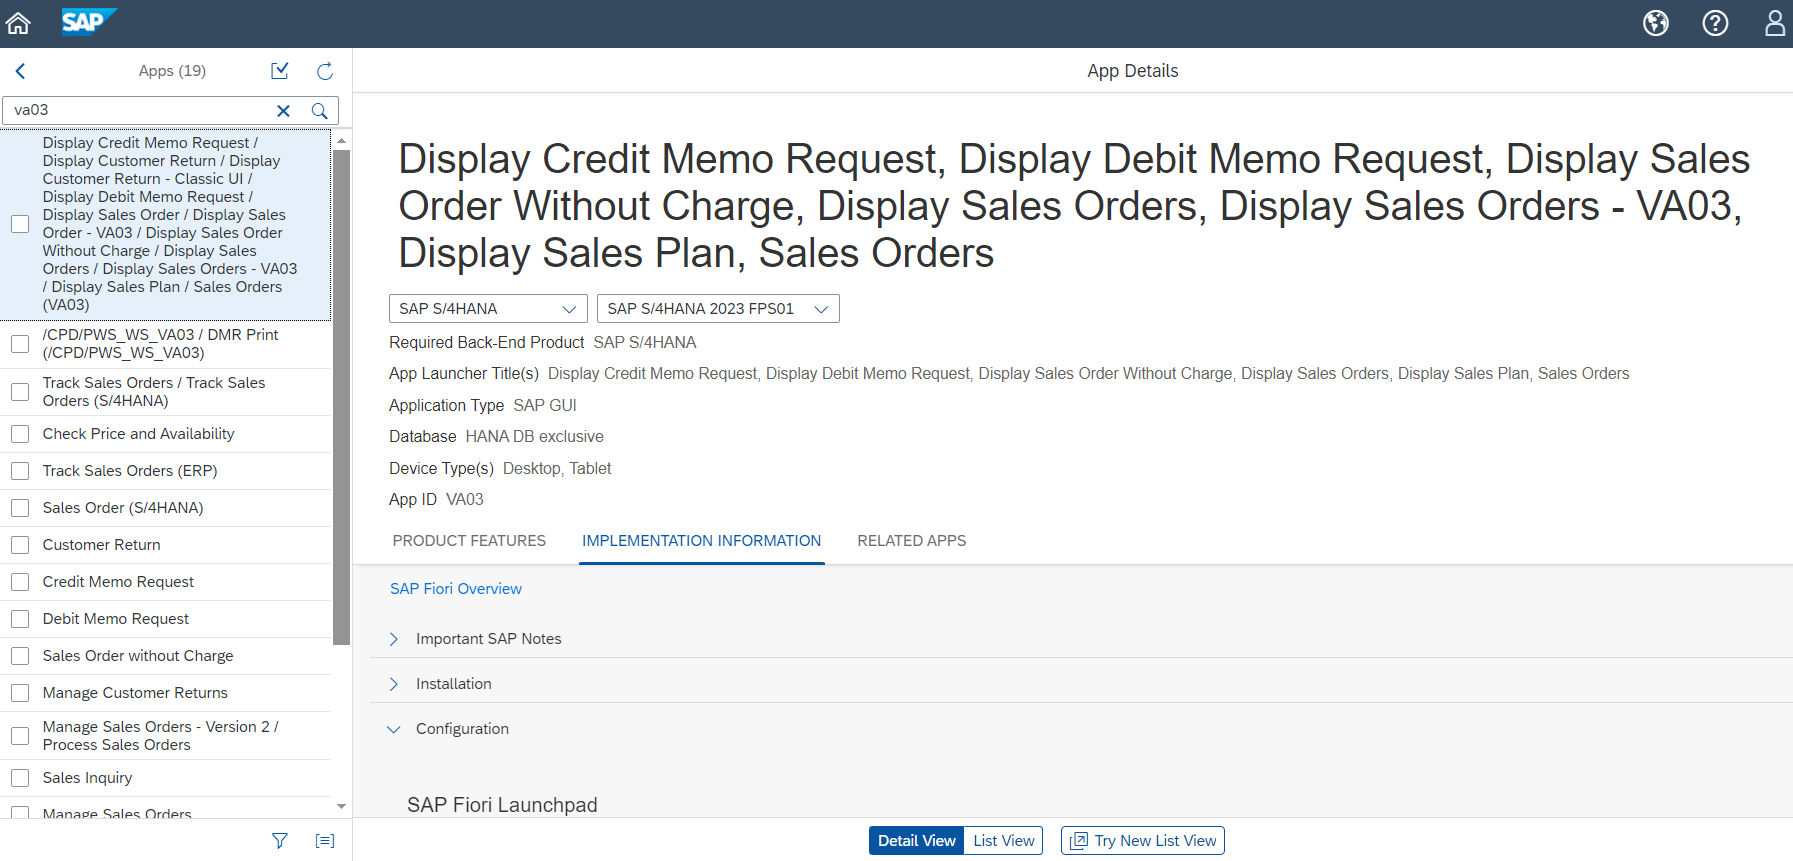 SAP
Apps (19)
va03
Display Credit Memo Request /
Display Customer Return / Display
Customer Return - Classic UI /
Display Debit Memo Request /
Display Sales Order / Display Sales
Order - VA03 / Display Sales Order
Without Charge / Display Sales
Orders / Display Sales Orders - VA03
/ Display Sales Plan / Sales Orders
(VA03)
/CPD/PWS_WS_VA03 / DMR Print
(/CPD/PWS_WS_VA03)
Track Sales Orders / Track Sales
Orders (S/4HANA)
Check Price and Availability
Track Sales Orders (ERP)
Sales Order (S/4HANA)
Customer Return
Credit Memo Request
Debit Memo Request
Sales Order without Charge
Manage Customer Returns
Manage Sales Orders - Version 2 /
Process Sales Orders
Sales Inquiry
Manage Sales Orders
App Details
Display Credit Memo Request, Display Debit Memo Request, Display Sales
Order Without Charge, Display Sales Orders, Display Sales Orders - VA03,
Display Sales Plan, Sales Orders
SAP S/4HANA SAP S/4HANA 2023 FPS01
Required Back-End Product SAP S/4HANA
App Launcher Title(s) Display Credit Memo Request, Display Debit Memo Request, Display Sales Order Without Charge, Display Sales Orders, Display Sales Plan, Sales Orders
Application Type SAP GUI
Database HANA DB exclusive
Device Type(s) Desktop, Tablet
App ID VA03
PRODUCT FEATURES IMPLEMENTATION INFORMATION RELATED APPS
SAP Fiori Overview
Important SAP Notes
Installation
Configuration
SAP Fiori Launchpad
Detail View List View Try New List View